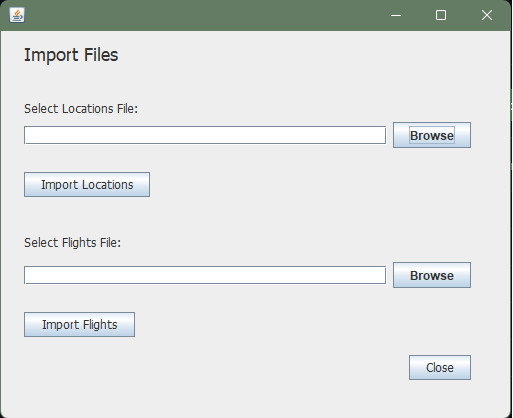 Import Files
Select Locations File:
Browse
Import Locations
Select Flights File:
Browse
Import Flights
Close